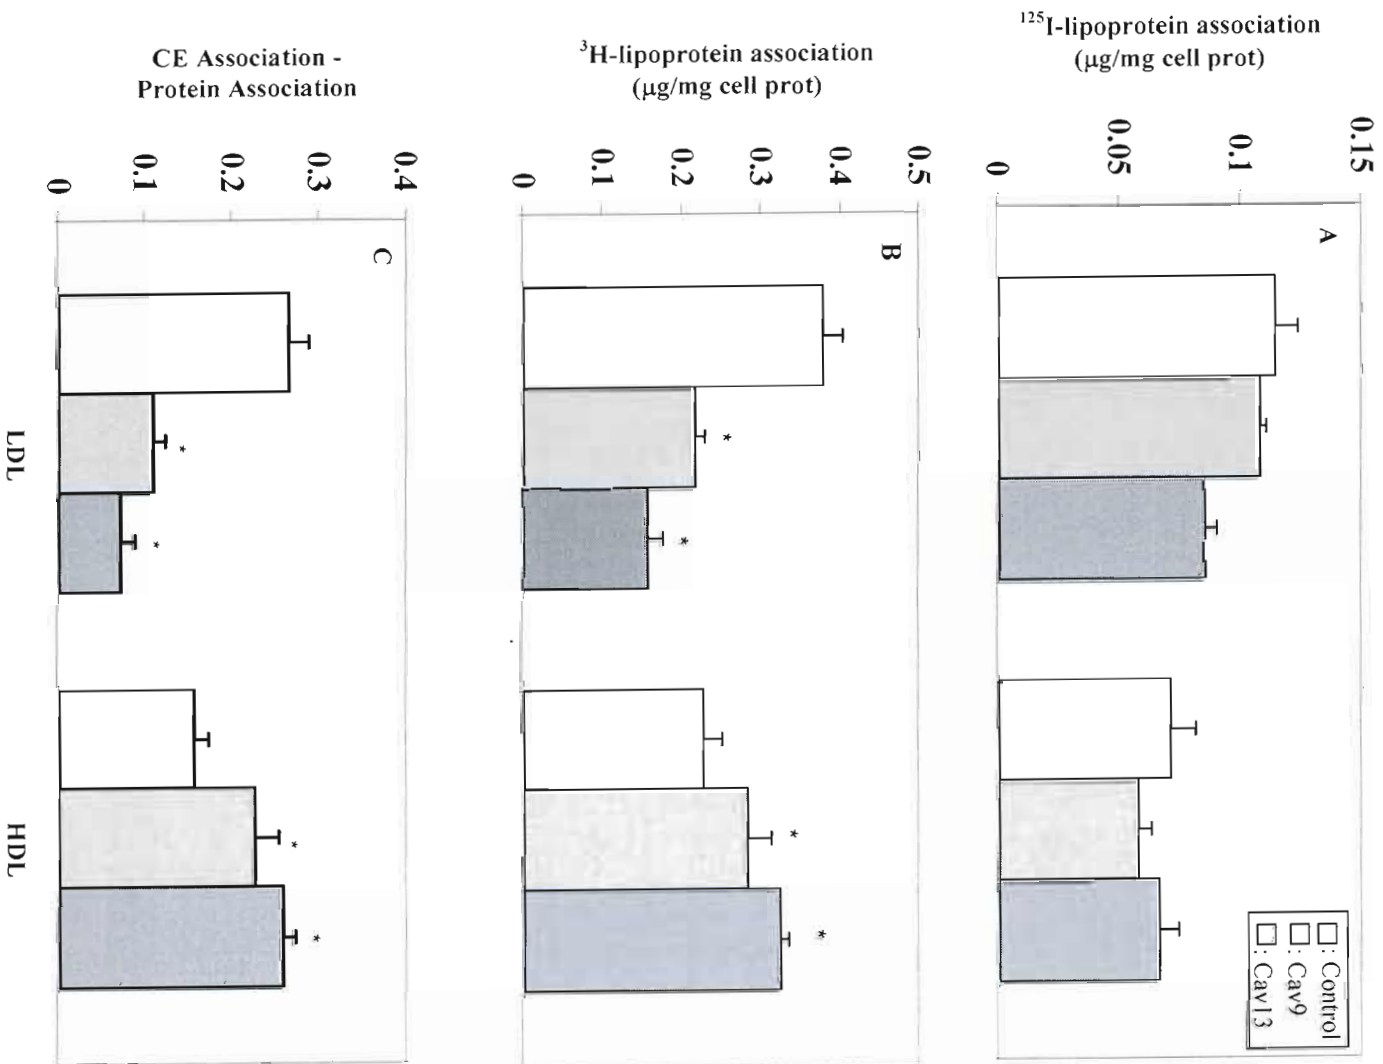 ¹²⁵I-lipoprotein association
(µg/mg cell prot)
0.15
0.1
0.05
0
A
□: Control
□: Cav9
□: Cav13
³H-lipoprotein association
(µg/mg cell prot)
0.5
0.4
0.3
0.2
0.1
0
B
*
*
*
*
CE Association -
Protein Association
0.4
0.3
0.2
0.1
0
C
*
*
*
*
LDL
HDL